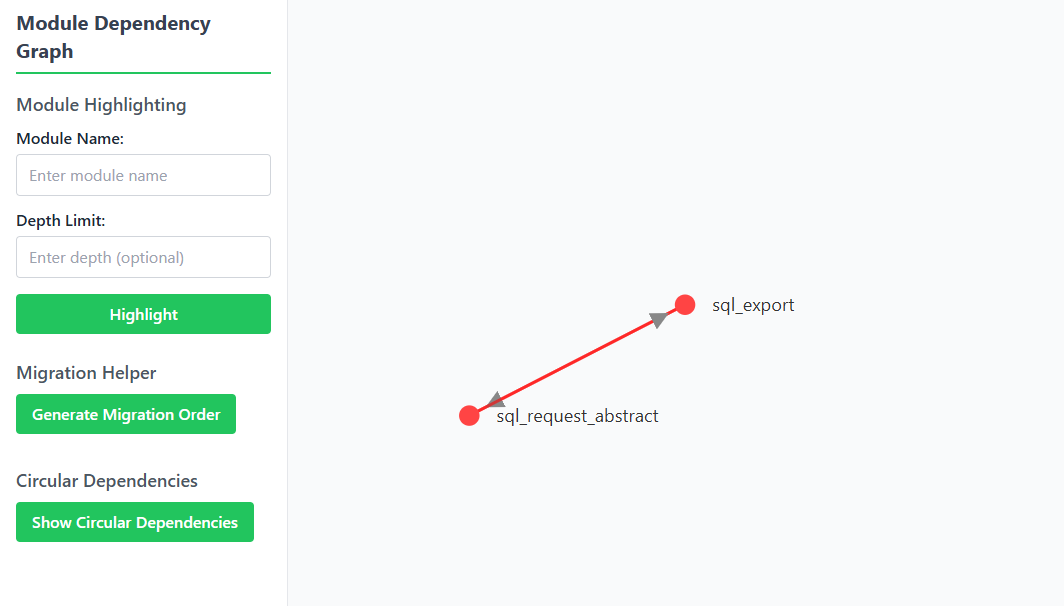 Module Dependency
Graph
Module Highlighting
Module Name:
Enter module name
Depth Limit:
Enter depth (optional)
Highlight
Migration Helper
Generate Migration Order
Circular Dependencies
Show Circular Dependencies
sql_export
sql_request_abstract